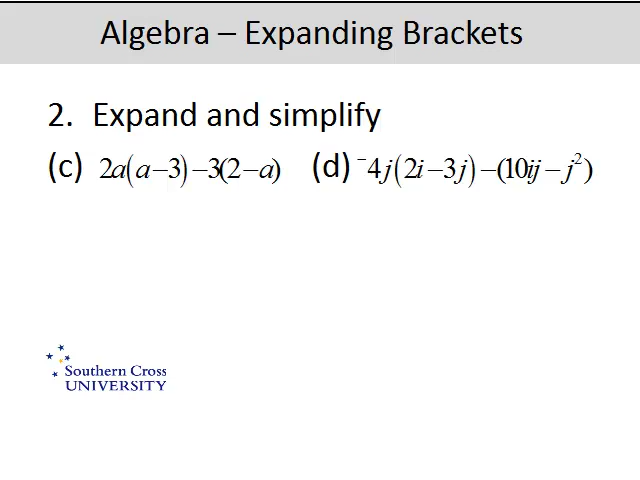 Algebra – Expanding Brackets
2. Expand and simplify
(c) 2a(a−3)−3(2−a) (d) ⁻4j(2i−3j)−(10ij−j²)
Southern Cross
UNIVERSITY